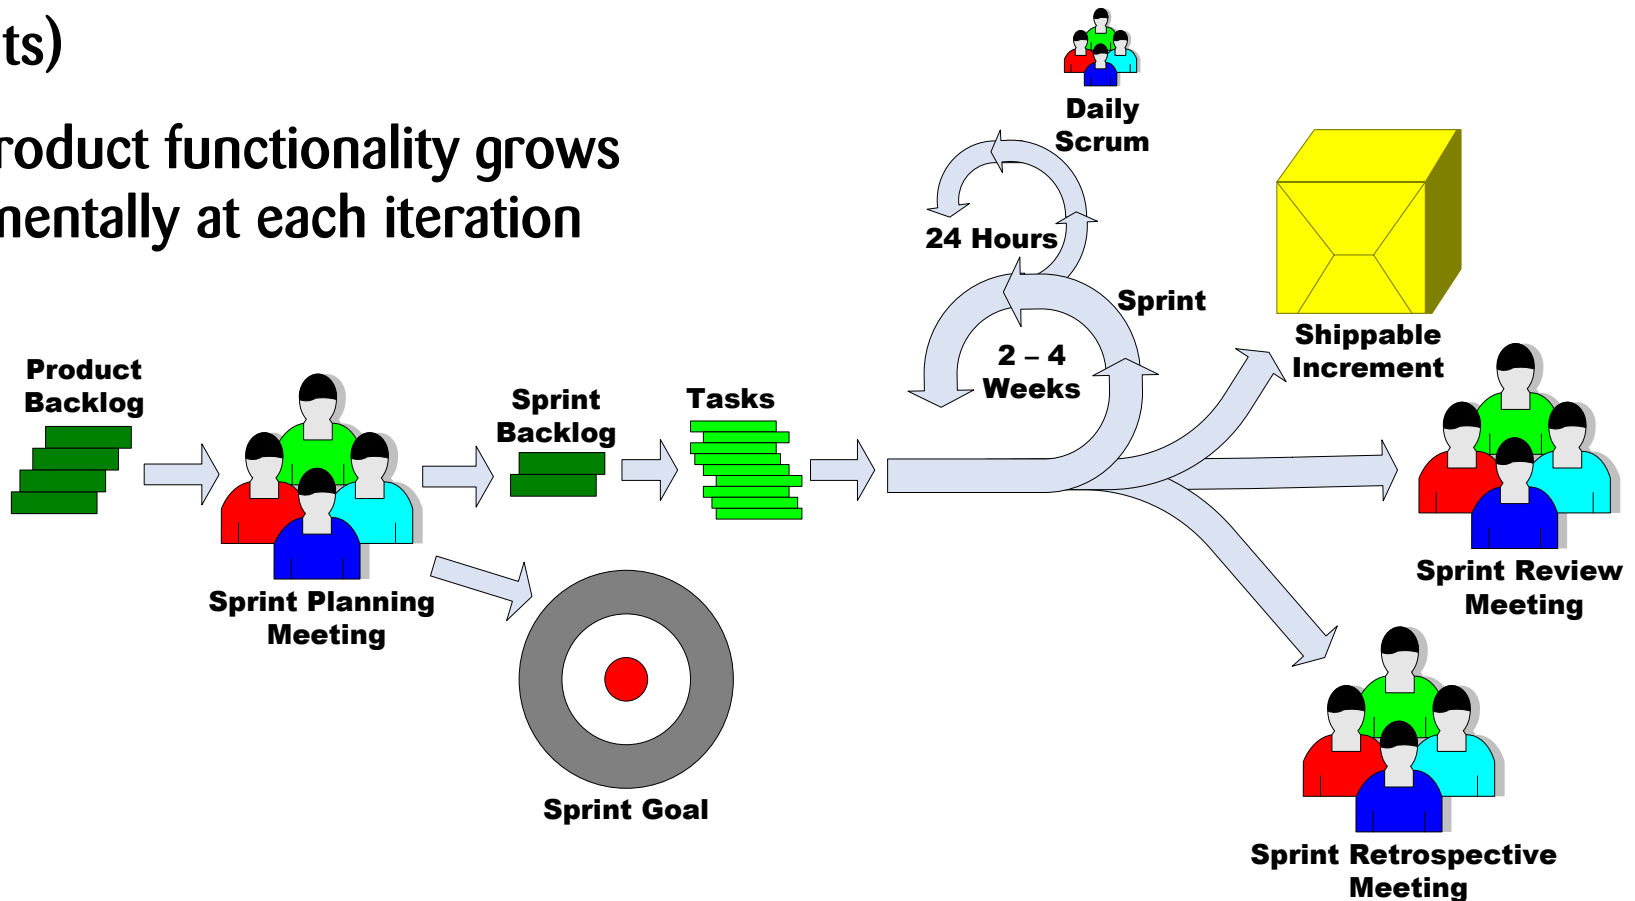 ts)
roduct functionality grows
mentally at each iteration
Daily
Scrum
24 Hours
Sprint
2 – 4
Weeks
Shippable
Increment
Product
Backlog
Sprint
Backlog
Tasks
Sprint Planning
Meeting
Sprint Goal
Sprint Review
Meeting
Sprint Retrospective
Meeting